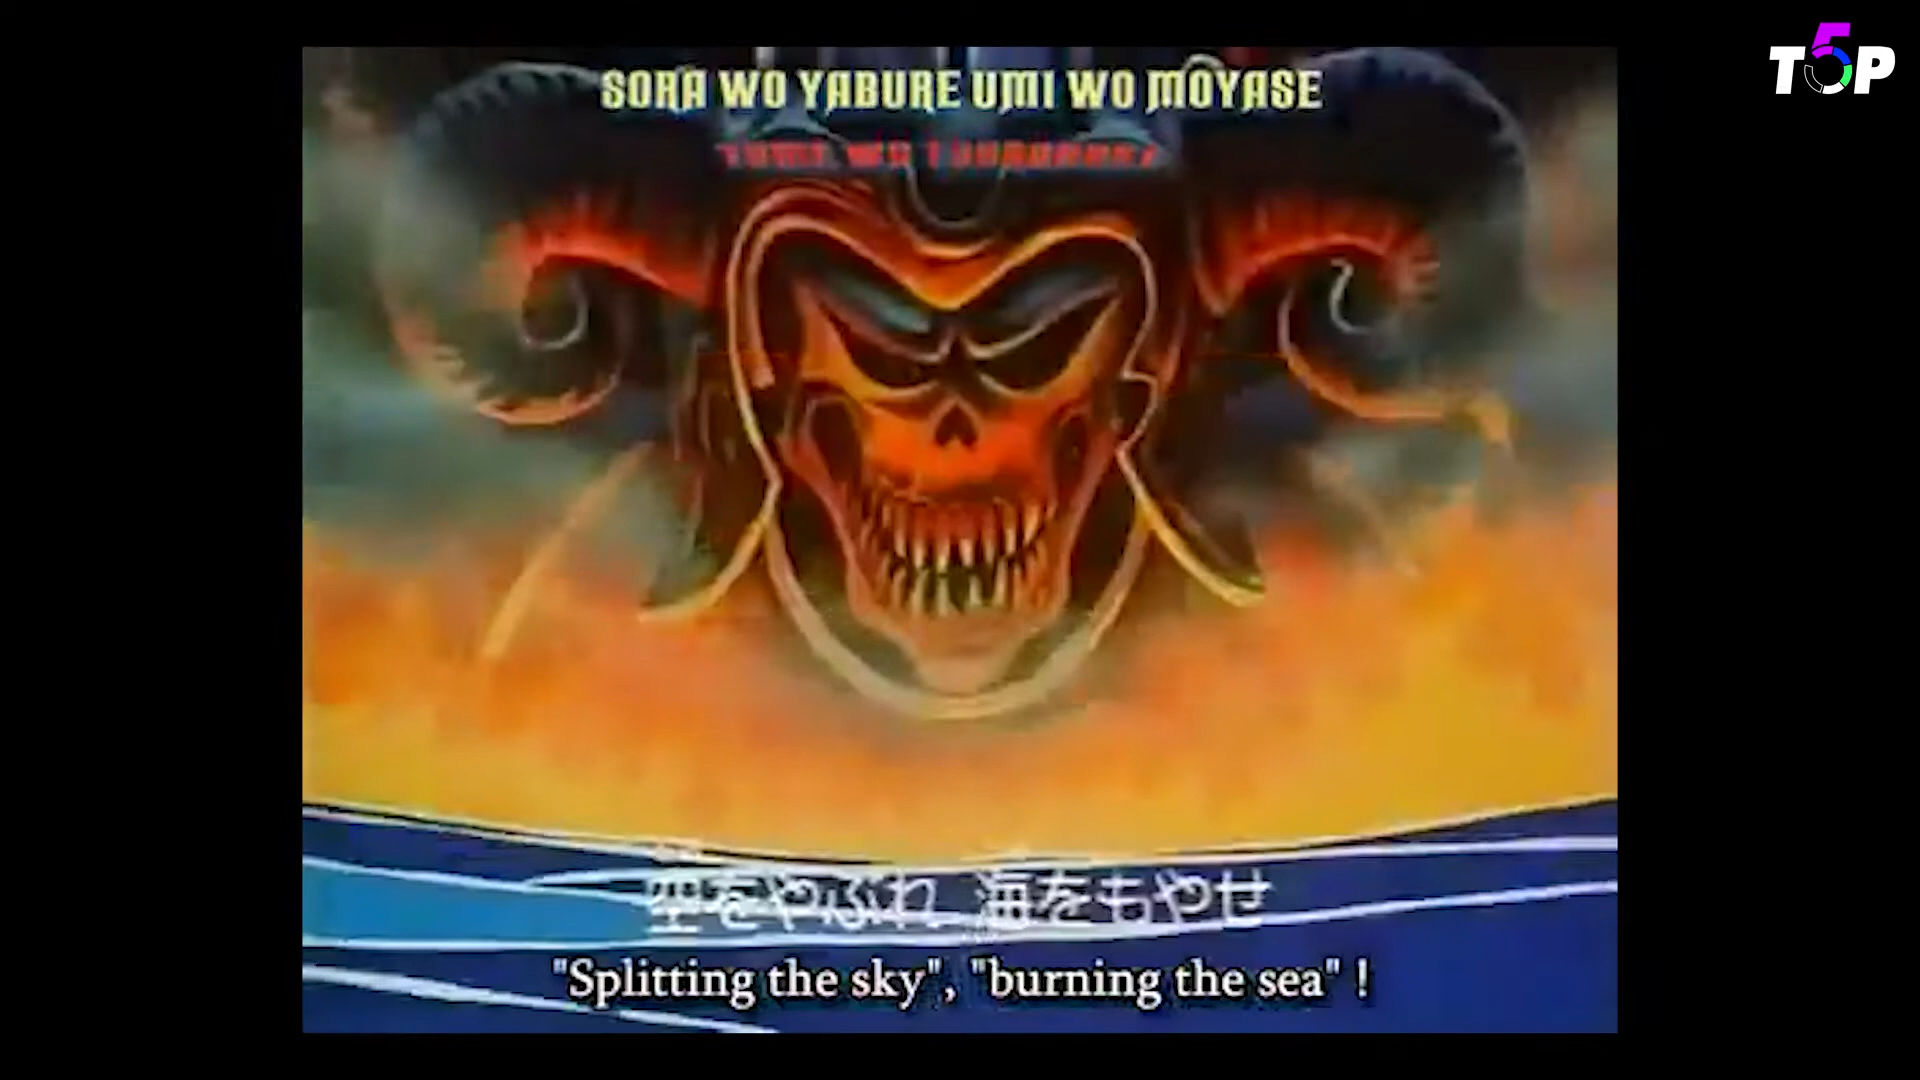 T5P
SORA WO YABURE UMI WO MOYASE
空をやぶれ 海をもやせ
"Splitting the sky", "burning the sea" !